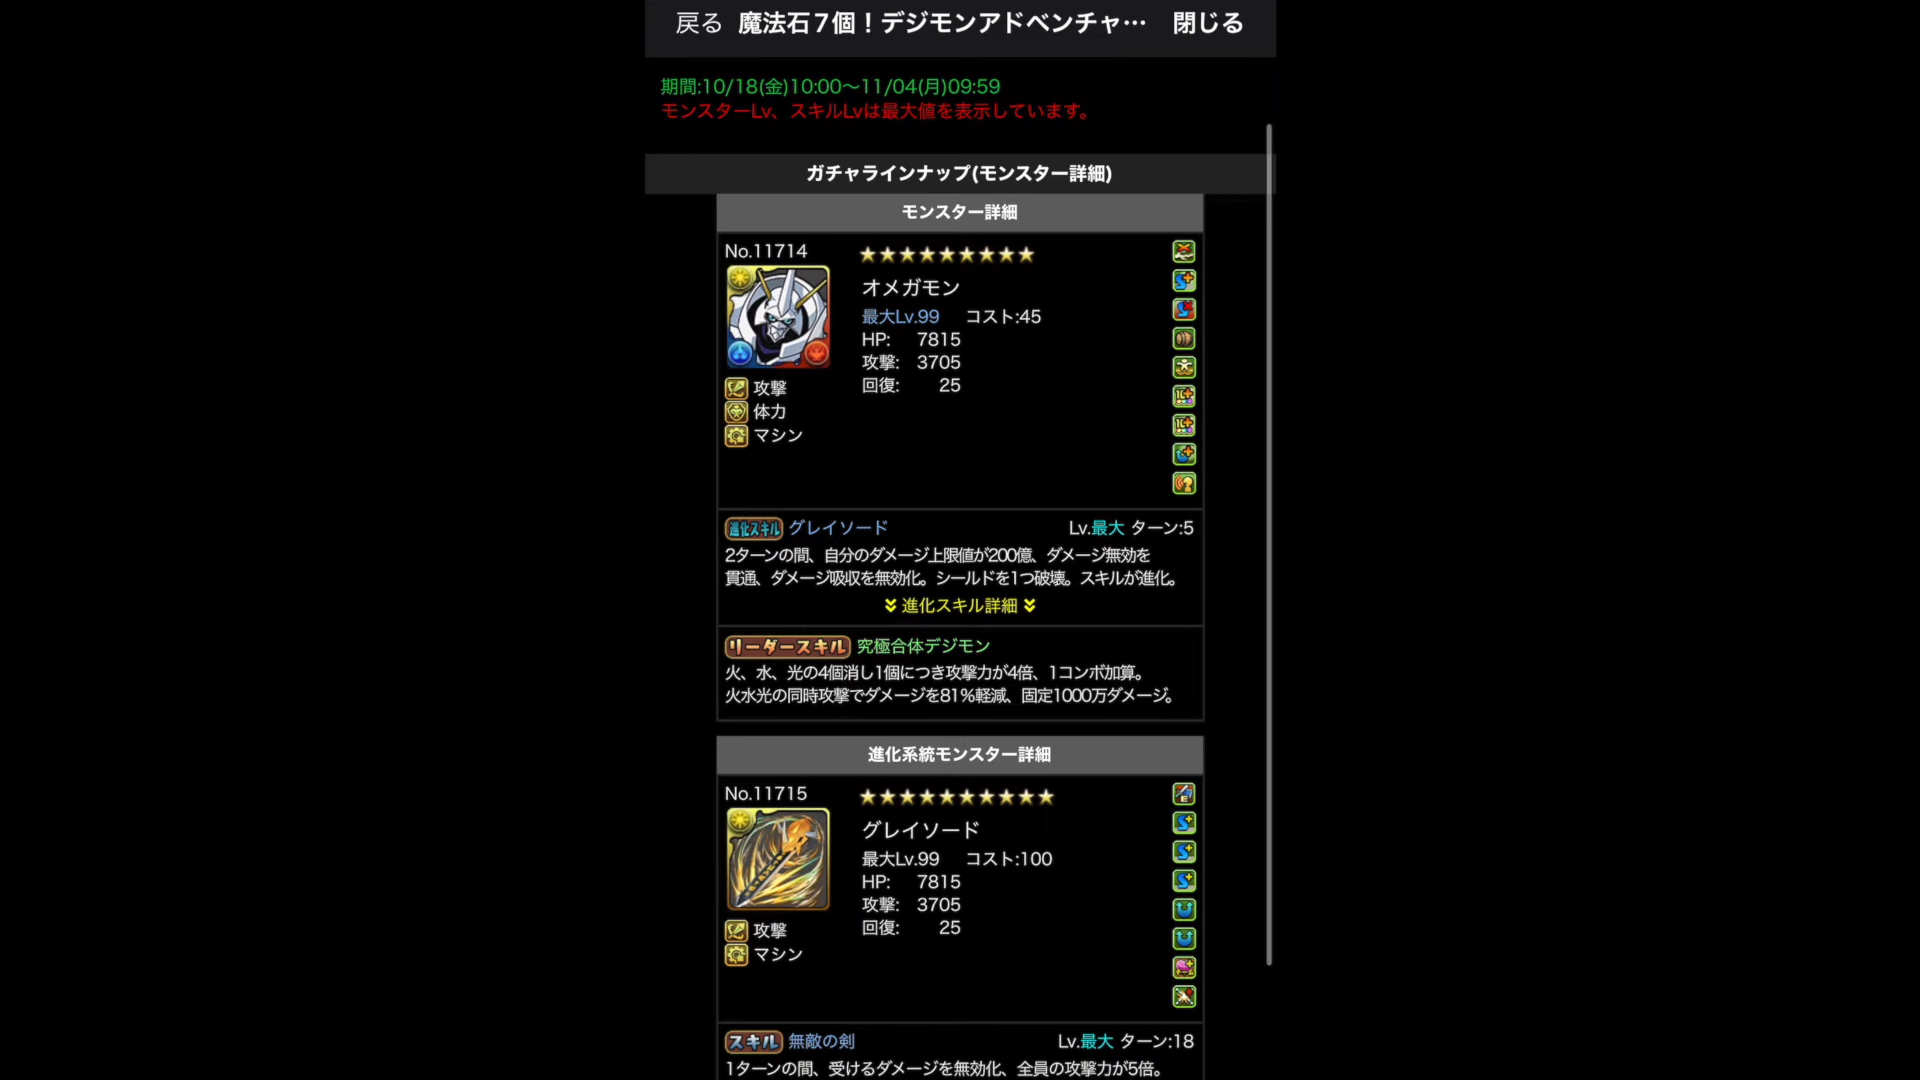 戻る 魔法石7個！デジモンアドベンチャ… 閉じる
期間:10/18(金)10:00〜11/04(月)09:59
モンスターLv、スキルLvは最大値を表示しています。
ガチャラインナップ(モンスター詳細)
モンスター詳細
No.11714
オメガモン
最大Lv.99 コスト:45
HP: 7815
攻撃: 3705
回復: 25
攻撃
体力
マシン
進化スキル グレイソード Lv.最大 ターン:5
2ターンの間、自分のダメージ上限値が200億、ダメージ無効を
貫通、ダメージ吸収を無効化。シールドを1つ破壊。スキルが進化。
進化スキル詳細
リーダースキル 究極合体デジモン
火、水、光の4個消し1個につき攻撃力が4倍、1コンボ加算。
火水光の同時攻撃でダメージを81%軽減、固定1000万ダメージ。
進化系統モンスター詳細
No.11715
グレイソード
最大Lv.99 コスト:100
HP: 7815
攻撃: 3705
回復: 25
攻撃
マシン
スキル 無敵の剣 Lv.最大 ターン:18
1ターンの間、受けるダメージを無効化、全員の攻撃力が5倍。